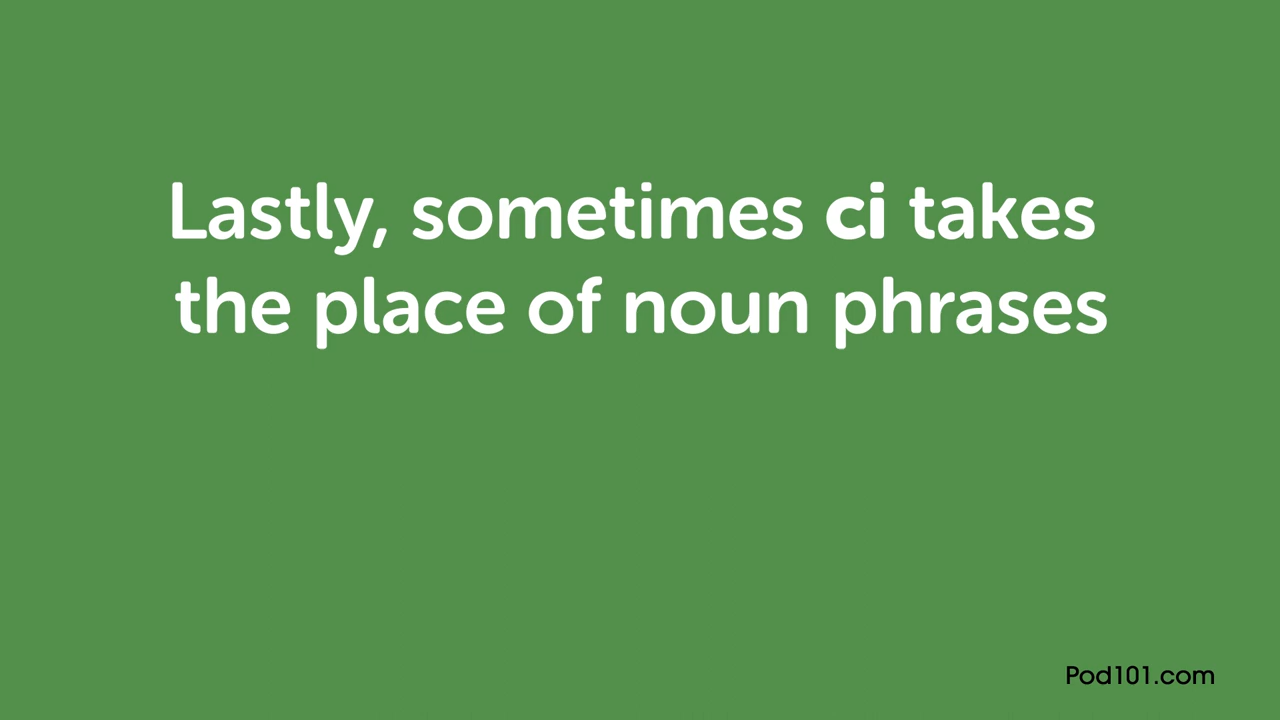 Lastly, sometimes ci takes
the place of noun phrases
Pod101.com